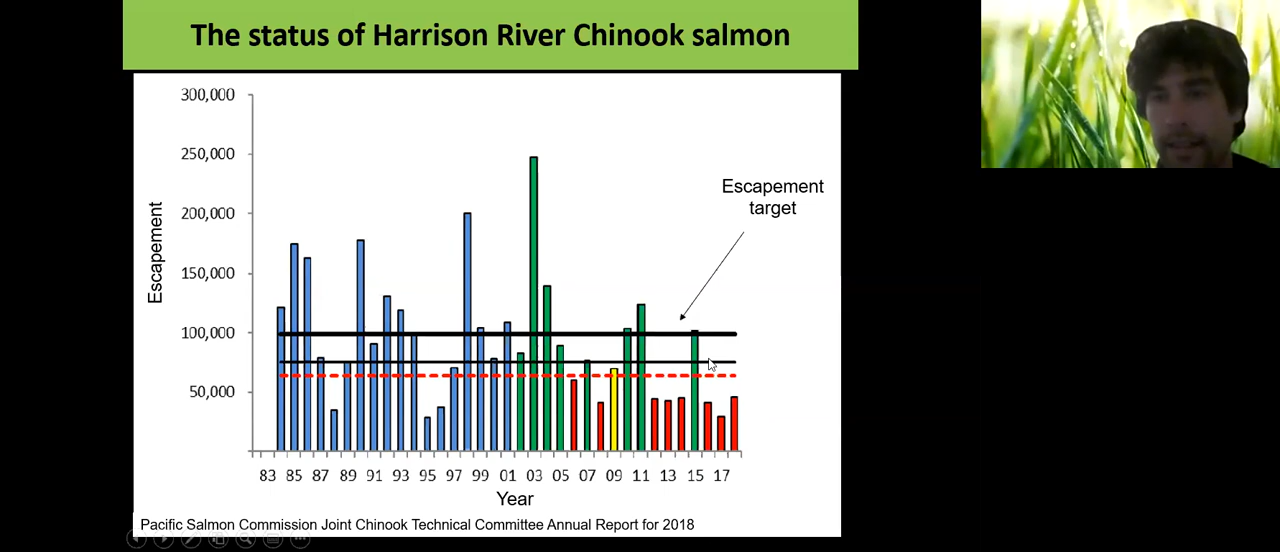 The status of Harrison River Chinook salmon
300,000
250,000
200,000
150,000
100,000
50,000
Escapement
Escapement
target
83 85 87 89 91 93 95 97 99 01 03 05 07 09 11 13 15 17
Year
Pacific Salmon Commission Joint Chinook Technical Committee Annual Report for 2018